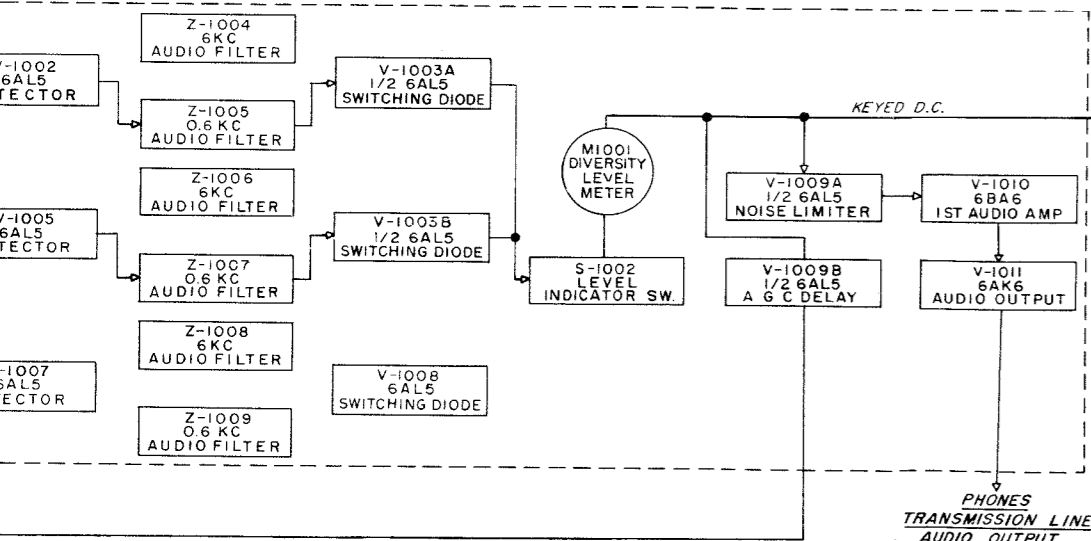 Z-1004
6KC
AUDIO FILTER
V-1002
6AL5
TECTOR
Z-1005
0.6 KC
AUDIO FILTER
V-1003A
1/2 6AL5
SWITCHING DIODE
KEYED D.C.
M1001
DIVERSITY
LEVEL
METER
Z-1006
6KC
AUDIO FILTER
V-1009A
1/2 6AL5
NOISE LIMITER
V-1010
6BA6
1ST AUDIO AMP
V-1005
6AL5
TECTOR
V-1003B
1/2 6AL5
SWITCHING DIODE
Z-1007
0.6 KC
AUDIO FILTER
S-1002
LEVEL
INDICATOR SW.
V-1009B
1/2 6AL5
A G C DELAY
V-1011
6AK6
AUDIO OUTPUT
Z-1008
6KC
AUDIO FILTER
-1007
6AL5
ECTOR
V-1008
6AL5
SWITCHING DIODE
Z-1009
0.6 KC
AUDIO FILTER
PHONES
TRANSMISSION LINE
AUDIO OUTPUT